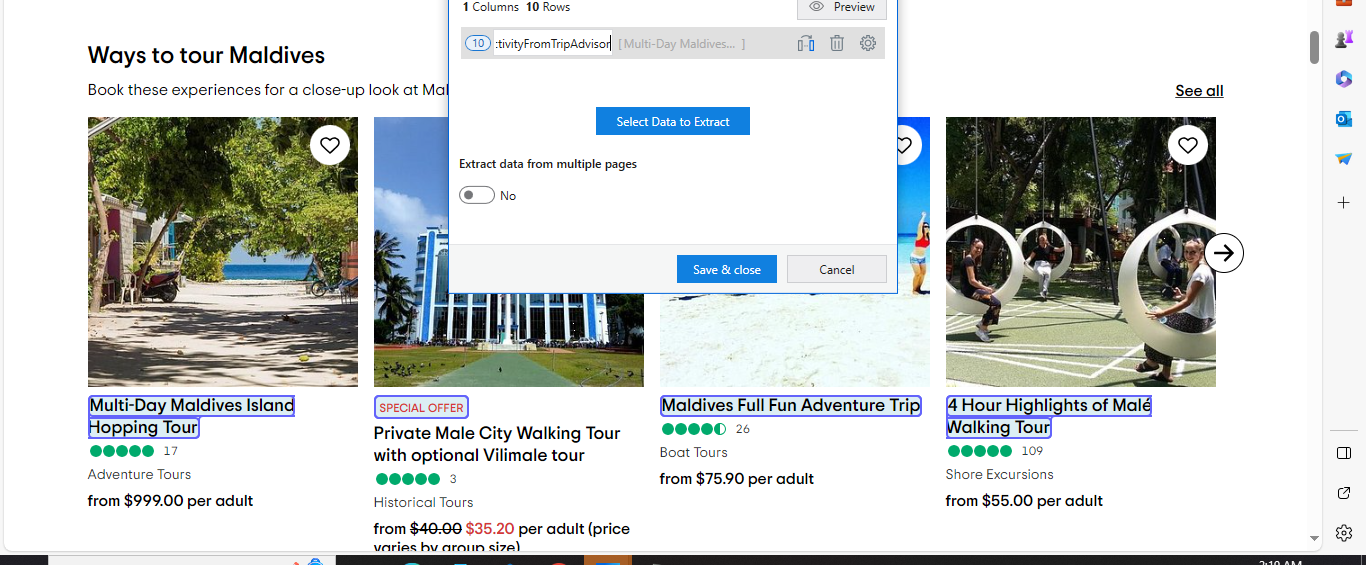 1 Columns 10 Rows
Preview
10
:tivityFromTripAdvisor [ Multi-Day Maldives... ]
Ways to tour Maldives
Book these experiences for a close-up look at Mal
See all
Select Data to Extract
Extract data from multiple pages
No
Save & close
Cancel
Multi-Day Maldives Island
Hopping Tour
17
Adventure Tours
from $999.00 per adult
SPECIAL OFFER
Private Male City Walking Tour
with optional Vilimale tour
3
Historical Tours
from $40.00 $35.20 per adult (price
varies by group size)
Maldives Full Fun Adventure Trip
26
Boat Tours
from $75.90 per adult
4 Hour Highlights of Malé
Walking Tour
109
Shore Excursions
from $55.00 per adult